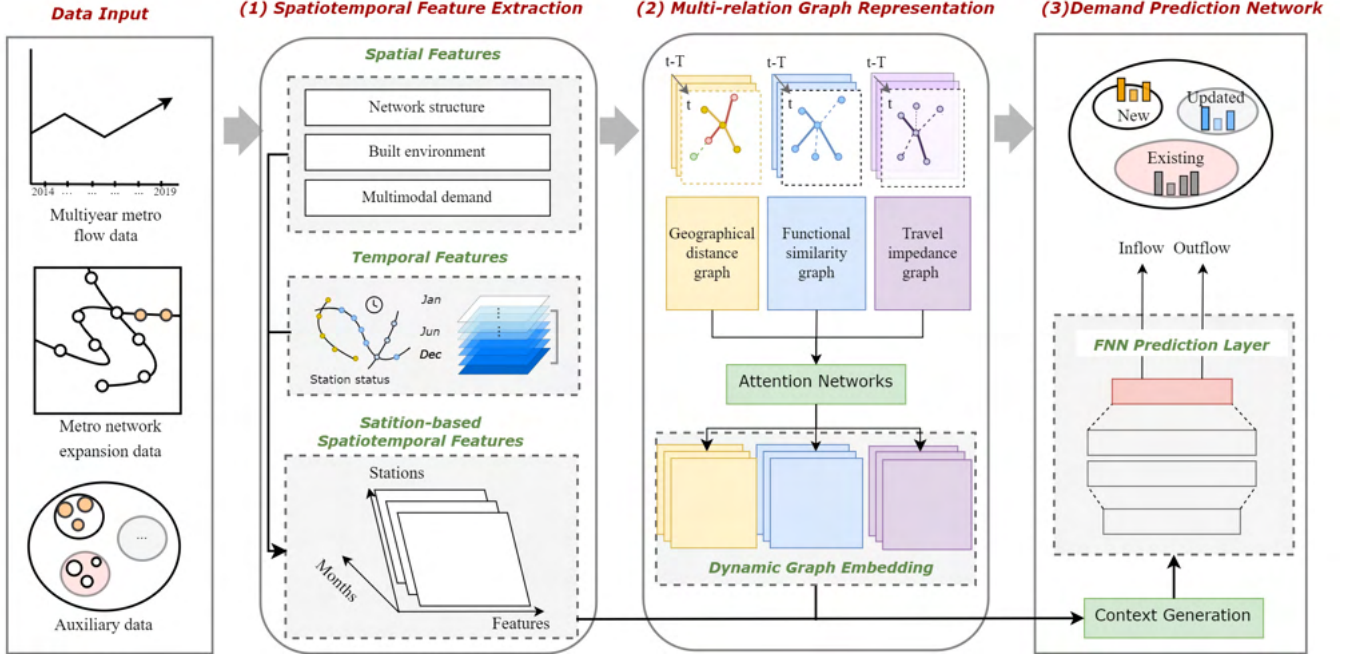 Data Input
2014 ... ... ... ... 2019
Multiyear metro
flow data
Metro network
expansion data
...
Auxiliary data
(1) Spatiotemporal Feature Extraction
Spatial Features
Network structure
Built environment
Multimodal demand
Temporal Features
Jan
Jun
Dec
Station status
Satition-based
Spatiotemporal Features
Stations
Months
Features
(2) Multi-relation Graph Representation
t-T
t
t-T
t
t-T
t
Geographical
distance
graph
Functional
similarity
graph
Travel
impedance
graph
Attention Networks
Dynamic Graph Embedding
(3)Demand Prediction Network
New
Updated
Existing
Inflow
Outflow
FNN Prediction Layer
Context Generation